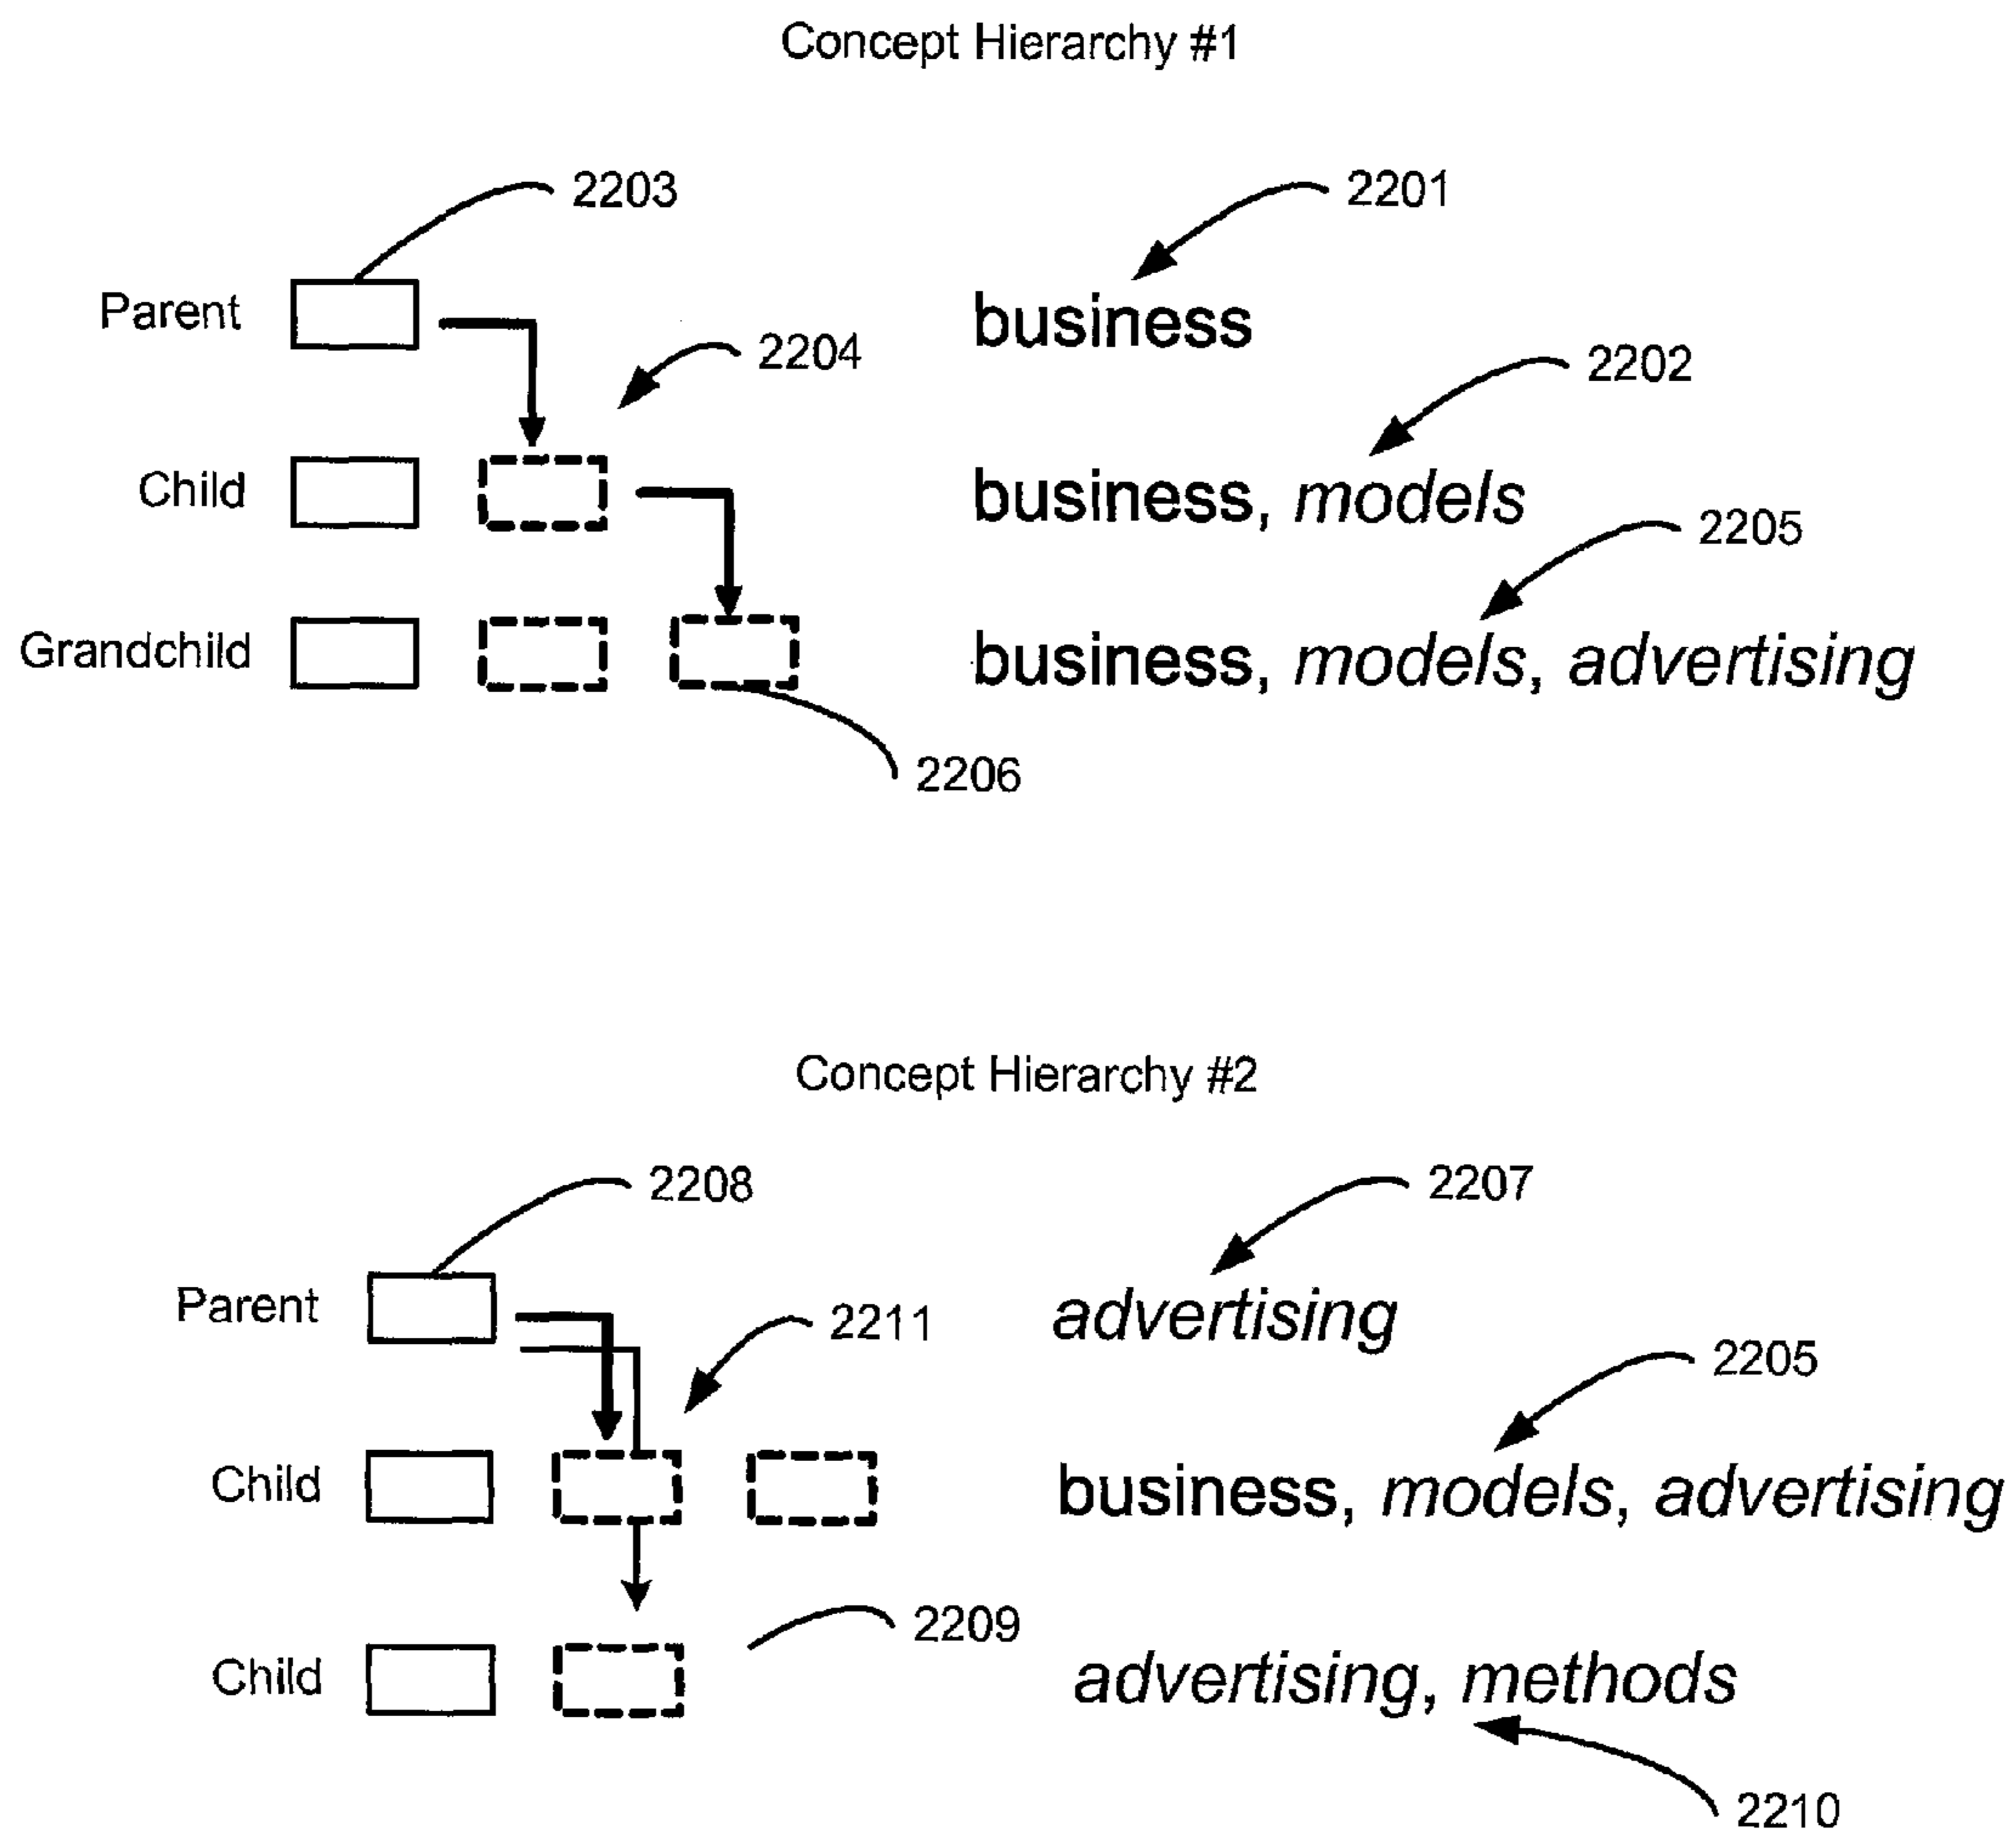 Concept Hierarchy #1
2203
2201
Parent
business
2204
2202
Child
business, models
2205
Grandchild
business, models, advertising
2206
Concept Hierarchy #2
2208
2207
Parent
advertising
2211
2205
Child
business, models, advertising
2209
Child
advertising, methods
2210